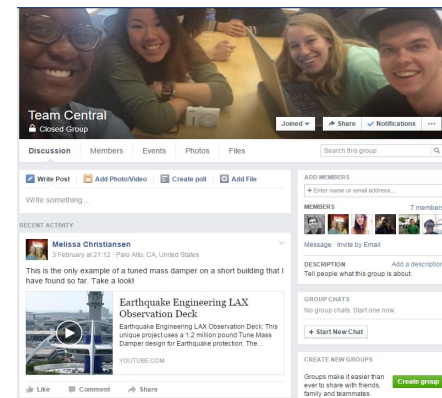 Team Central
Closed Group
Joined
Share
Notifications
Discussion
Members
Events
Photos
Files
Search this group
Write Post
Add Photo/Video
Create poll
Add File
Write something...
RECENT ACTIVITY
Melissa Christiansen
3 February at 21:12 · Palo Alto, CA, United States
This is the only example of a tuned mass damper on a short building that I
have found so far. Take a look!
Earthquake Engineering LAX
Observation Deck
Earthquake Engineering LAX Observation Deck: This
unique project uses a 1.2 million pound Tune Mass
Damper design for Earthquake protection. The...
YOUTUBE.COM
Like
Comment
Share
ADD MEMBERS
+ Enter name or email address...
MEMBERS
7 members
Message · Invite by Email
DESCRIPTION
Add a description
Tell people what this group is about.
GROUP CHATS
No group chats. Start one now.
+ Start New Chat
CREATE NEW GROUPS
Groups make it easier than
ever to share with friends,
family and teammates.
Create group